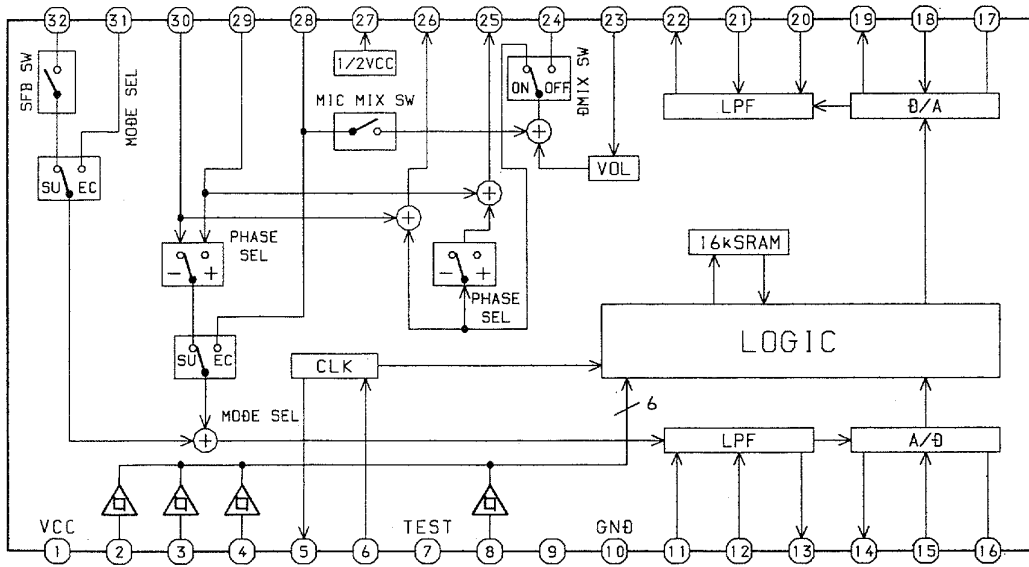 32 31 30 29 28 27 26 25 24 23 22 21 20 19 18 17
SFB SW
MODE SEL
1/2VCC
MIC MIX SW
ON OFF
DMIX SW
LPF
D/A
VOL
SU EC
PHASE SEL
- +
- +
PHASE SEL
16kSRAM
LOGIC
SU EC
CLK
6
MODE SEL
LPF
A/D
VCC
TEST
GND
1 2 3 4 5 6 7 8 9 10 11 12 13 14 15 16